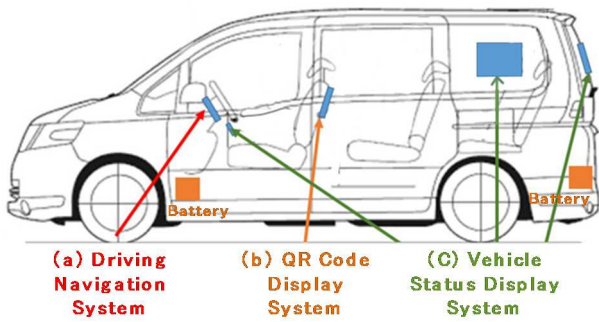 Battery
Battery
(a) Driving
Navigation
System
(b) QR Code
Display
System
(C) Vehicle
Status Display
System